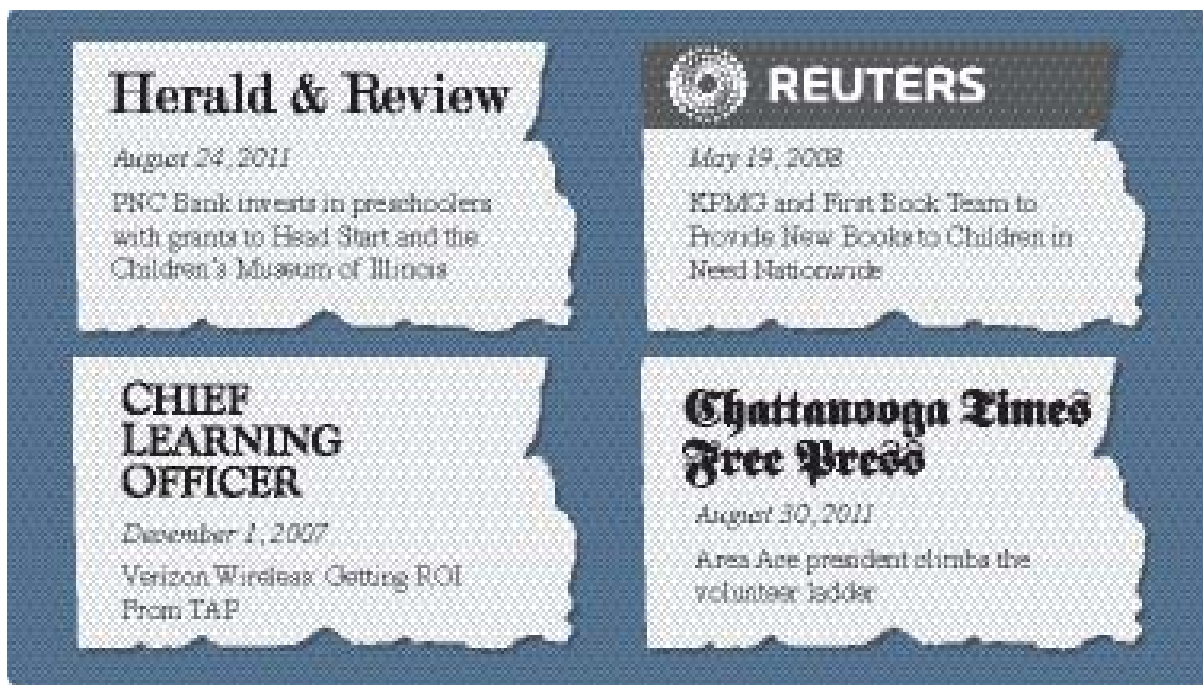 Herald & Review
August 24, 2011
PNC Bank invests in preschoolers
with grants to Head Start and the
Children's Museum of Illinois
REUTERS
May 19, 2008
KPMG and First Book Team to
Provide New Books to Children in
Need Nationwide
CHIEF
LEARNING
OFFICER
December 1, 2007
Verizon Wireless: Getting ROI
From TAP
Chattanooga Times
Free Press
August 30, 2011
Area Ace president climbs the
volunteer ladder